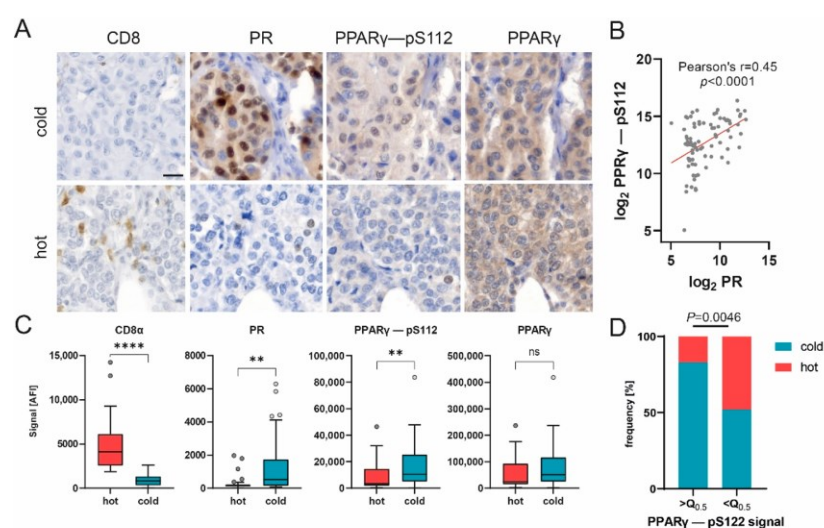 A
CD8
PR
PPARγ—pS112
PPARγ
cold
hot
B
20
15
10
5
Pearson's r=0.45
p<0.0001
log2 PPRγ — pS112
5
10
15
log2 PR
C
CD8α
Signal [AFI]
15,000
10,000
5000
0
****
hot
cold
PR
8000
6000
4000
2000
0
**
hot
cold
PPARγ — pS112
100,000
80,000
60,000
40,000
20,000
0
**
hot
cold
PPARγ
500,000
400,000
300,000
200,000
100,000
0
ns
hot
cold
D
P=0.0046
100
50
0
frequency [%]
cold
hot
>Q0.5
<Q0.5
PPARγ — pS122 signal